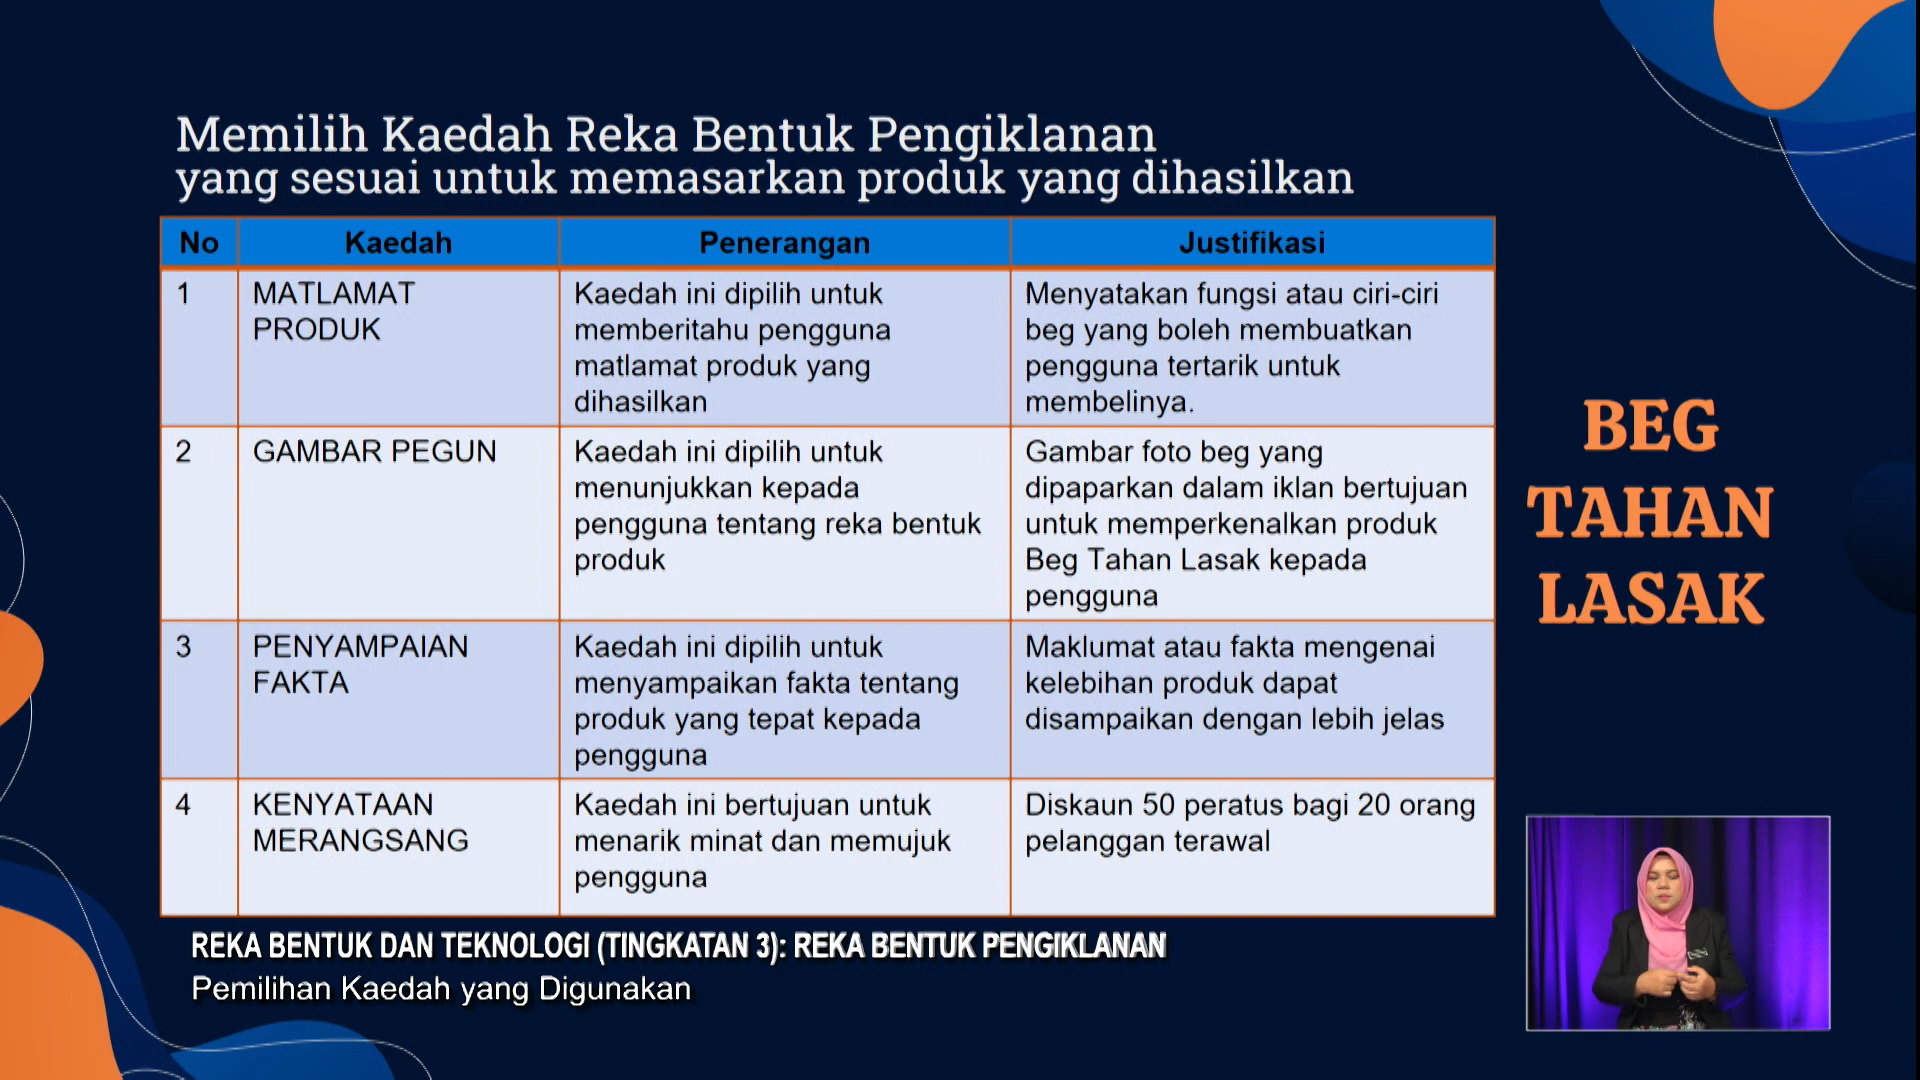 Memilih Kaedah Reka Bentuk Pengiklanan
yang sesuai untuk memasarkan produk yang dihasilkan
No
Kaedah
Penerangan
Justifikasi
1
MATLAMAT
PRODUK
Kaedah ini dipilih untuk
memberitahu pengguna
matlamat produk yang
dihasilkan
Menyatakan fungsi atau ciri-ciri
beg yang boleh membuatkan
pengguna tertarik untuk
membelinya.
2
GAMBAR PEGUN
Kaedah ini dipilih untuk
menunjukkan kepada
pengguna tentang reka bentuk
produk
Gambar foto beg yang
dipaparkan dalam iklan bertujuan
untuk memperkenalkan produk
Beg Tahan Lasak kepada
pengguna
3
PENYAMPAIAN
FAKTA
Kaedah ini dipilih untuk
menyampaikan fakta tentang
produk yang tepat kepada
pengguna
Maklumat atau fakta mengenai
kelebihan produk dapat
disampaikan dengan lebih jelas
4
KENYATAAN
MERANGSANG
Kaedah ini bertujuan untuk
menarik minat dan memujuk
pengguna
Diskaun 50 peratus bagi 20 orang
pelanggan terawal
BEG
TAHAN
LASAK
REKA BENTUK DAN TEKNOLOGI (TINGKATAN 3): REKA BENTUK PENGIKLANAN
Pemilihan Kaedah yang Digunakan